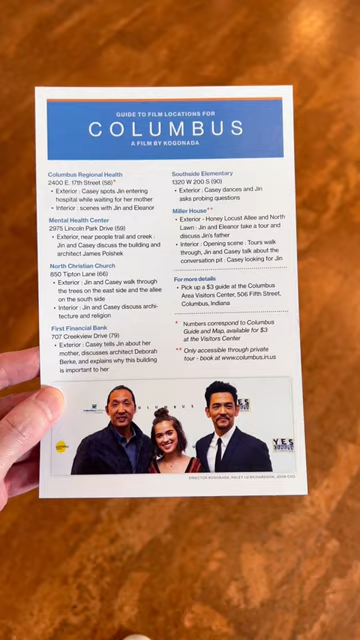 GUIDE TO FILM LOCATIONS FOR
COLUMBUS
A FILM BY KOGONADA
Columbus Regional Health
2400 E. 17th Street (58)*
• Exterior : Casey spots Jin entering
hospital while waiting for her mother
• Interior : scenes with Jin and Eleanor
Mental Health Center
2975 Lincoln Park Drive (59)
• Exterior, near people trail and creek :
Jin and Casey discuss the building and
architect James Polshek
North Christian Church
850 Tipton Lane (66)
• Exterior : Jin and Casey walk through
the trees on the east side and the allee
on the south side
• Interior : Jin and Casey discuss archi-
tecture and religion
First Financial Bank
707 Creekview Drive (79)
• Exterior : Casey tells Jin about her
mother, discusses architect Deborah
Berke, and explains why this building
is important to her
Southside Elementary
1320 W 200 S (90)
• Exterior : Casey dances and Jin
asks probing questions
Miller House**
• Exterior - Honey Locust Allee and North
Lawn : Jin and Eleanor take a tour and
discuss Jin's father
• Interior : Opening scene : Tours walk
through, Jin and Casey talk about the
conversation pit : Casey looking for Jin
For more details
• Pick up a $3 guide at the Columbus
Area Visitors Center, 506 Fifth Street,
Columbus, Indiana
* Numbers correspond to Columbus
Guide and Map, available for $3
at the Visitors Center
** Only accessible through private
tour - book at www.columbus.in.us
COLUMBUS
YES
YES
DIRECTOR KOGONADA, HALEY LU RICHARDSON, JOHN CHO